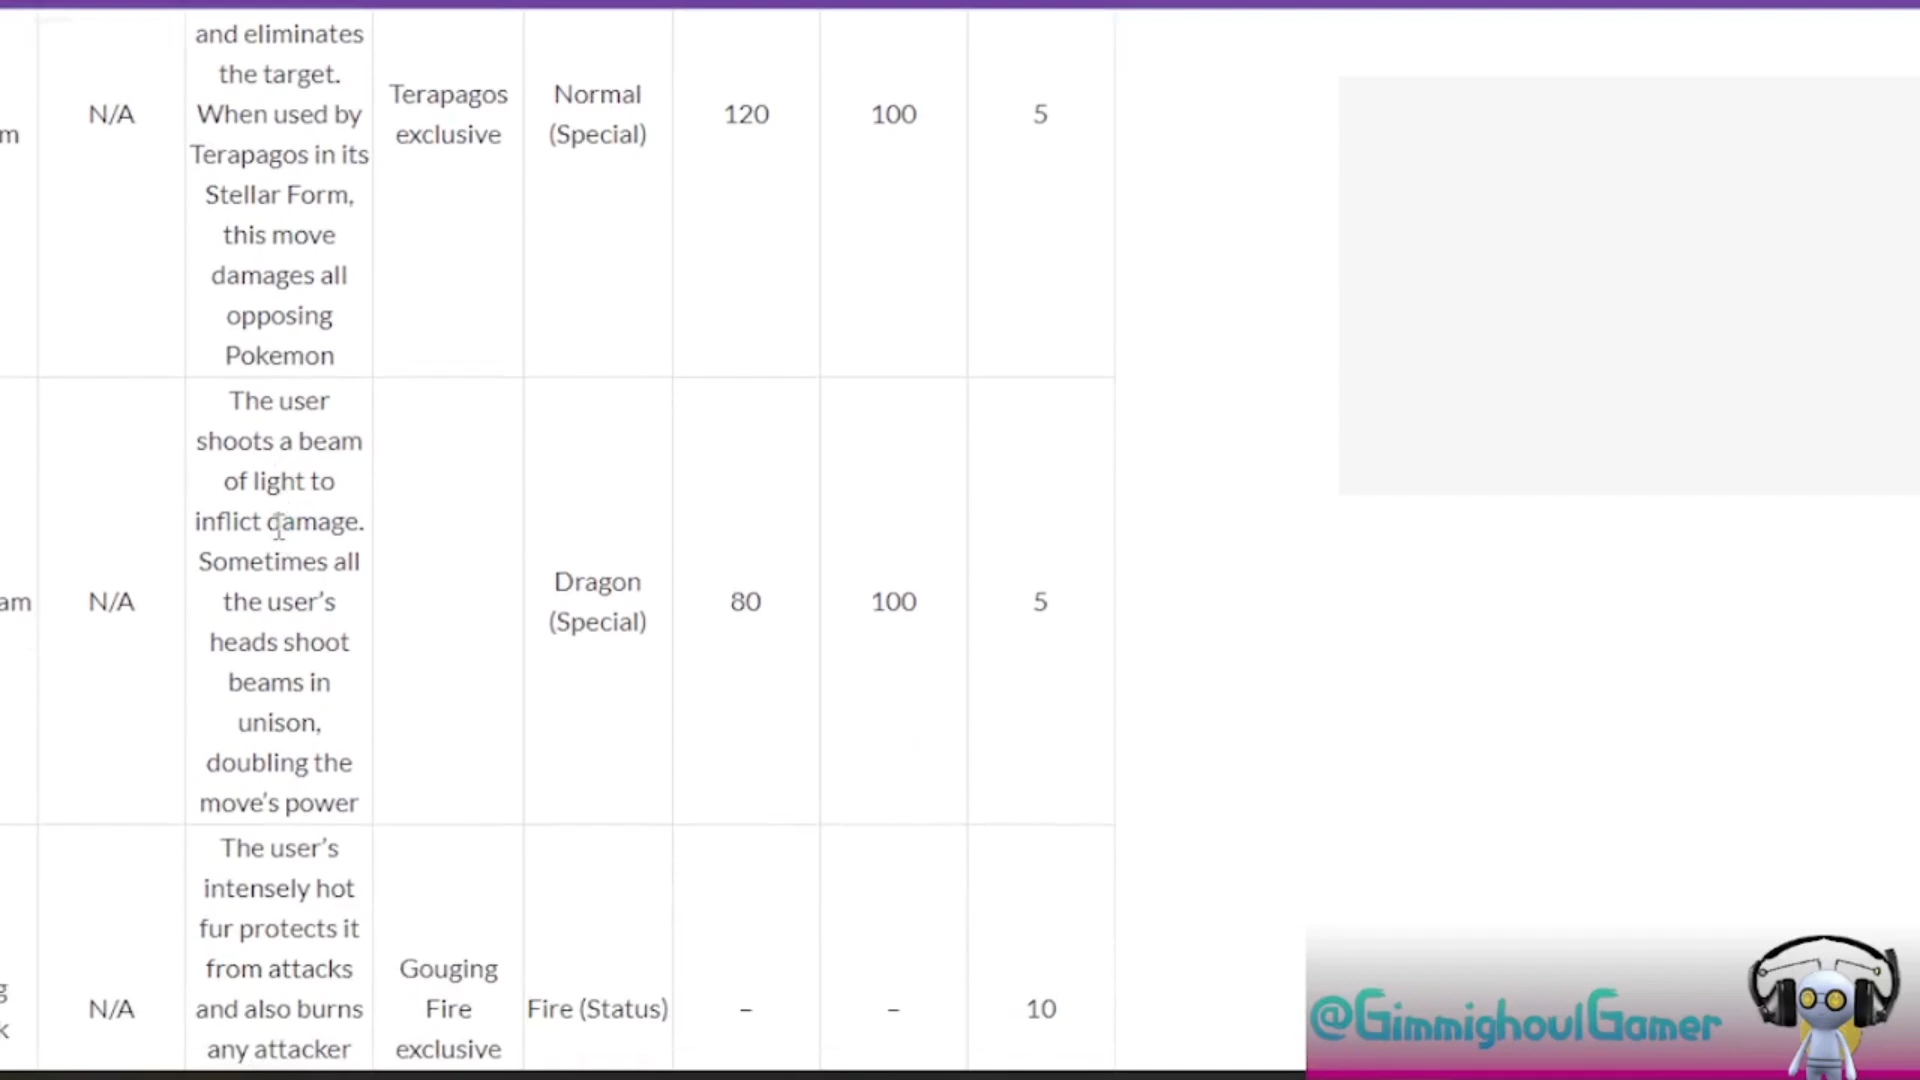 and eliminates
the target.
When used by
Terapagos in its
Stellar Form,
this move
damages all
opposing
Pokemon
m
N/A
Terapagos
exclusive
Normal
(Special)
120
100
5
The user
shoots a beam
of light to
inflict damage.
Sometimes all
the user's
heads shoot
beams in
unison,
doubling the
move's power
am
N/A
Dragon
(Special)
80
100
5
The user's
intensely hot
fur protects it
from attacks
and also burns
any attacker
g
k
N/A
Gouging
Fire
exclusive
Fire (Status)
–
–
10
@GimmighoulGamer